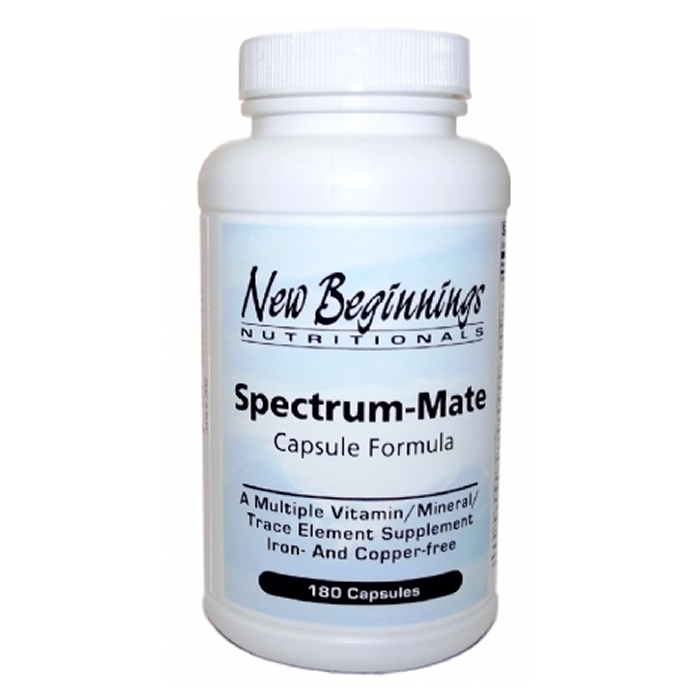 New Beginnings
NUTRITIONALS
Spectrum-Mate
Capsule Formula
A Multiple Vitamin/Mineral/
Trace Element Supplement
Iron- And Copper-free
180 Capsules